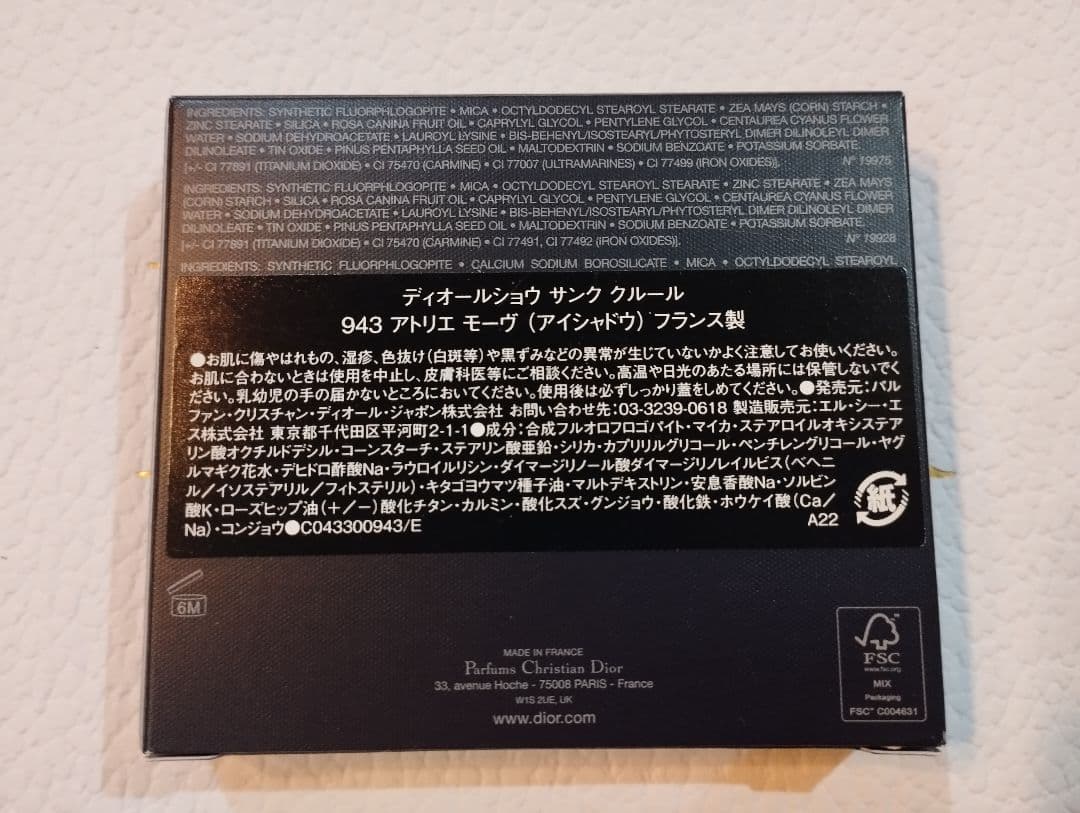 INGREDIENTS: SYNTHETIC FLUORPHLOGOPITE • MICA • OCTYLDODECYL STEAROYL STEARATE • ZEA MAYS (CORN) STARCH •
ZINC STEARATE • SILICA • ROSA CANINA FRUIT OIL • CAPRYLYL GLYCOL • PENTYLENE GLYCOL • CENTAUREA CYANUS FLOWER
WATER • SODIUM DEHYDROACETATE • LAUROYL LYSINE • BIS-BEHENYL/ISOSTEARYL/PHYTOSTERYL DIMER DILINOLEYL DIMER
DILINOLEATE • TIN OXIDE • PINUS PENTAPHYLLA SEED OIL • MALTODEXTRIN • SODIUM BENZOATE • POTASSIUM SORBATE.
[+/- CI 77891 (TITANIUM DIOXIDE) • CI 75470 (CARMINE) • CI 77007 (ULTRAMARINES) • CI 77499 (IRON OXIDES)]. N° 19975
INGREDIENTS: SYNTHETIC FLUORPHLOGOPITE • MICA • OCTYLDODECYL STEAROYL STEARATE • ZINC STEARATE • ZEA MAYS
(CORN) STARCH • SILICA • ROSA CANINA FRUIT OIL • CAPRYLYL GLYCOL • PENTYLENE GLYCOL • CENTAUREA CYANUS FLOWER
WATER • SODIUM DEHYDROACETATE • LAUROYL LYSINE • BIS-BEHENYL/ISOSTEARYL/PHYTOSTERYL DIMER DILINOLEYL DIMER
DILINOLEATE • TIN OXIDE • PINUS PENTAPHYLLA SEED OIL • MALTODEXTRIN • SODIUM BENZOATE • POTASSIUM SORBATE.
[+/- CI 77891 (TITANIUM DIOXIDE) • CI 75470 (CARMINE) • CI 77491, CI 77492 (IRON OXIDES)]. N° 19928
INGREDIENTS: SYNTHETIC FLUORPHLOGOPITE • CALCIUM SODIUM BOROSILICATE • MICA • OCTYLDODECYL STEAROYL
ディオールショウ サンク クルール
943 アトリエ モーヴ (アイシャドウ) フランス製
●お肌に傷やはれもの、湿疹、色抜け(白斑等)や黒ずみなどの異常が生じていないかよく注意してお使いください。
お肌に合わないときは使用を中止し、皮膚科医等にご相談ください。高温や日光のあたる場所には保管しないでく
ださい。乳幼児の手の届かないところにおいてください。使用後は必ずしっかり蓋をしめてください。●発売元:パル
ファン・クリスチャン・ディオール・ジャポン株式会社 お問い合わせ先:03-3239-0618 製造販売元:エル・シー・エ
ス株式会社 東京都千代田区平河町2-1-1●成分:合成フルオロフロゴパイト・マイカ・ステアロイルオキシステア
リン酸オクチルドデシル・コーンスターチ・ステアリン酸亜鉛・シリカ・カプリリルグリコール・ペンチレングリコール・ヤグ
ルマギク花水・デヒドロ酢酸Na・ラウロイルリシン・ダイマージリノール酸ダイマージリノレイルビス(ベヘニ
ル/イソステアリル/フィトステリル)・キタゴヨウマツ種子油・マルトデキストリン・安息香酸Na・ソルビン
酸K・ローズヒップ油(+/-)酸化チタン・カルミン・酸化スズ・グンジョウ・酸化鉄・ホウケイ酸(Ca/
Na)・コンジョウ●C043300943/E A22
紙
6M
MADE IN FRANCE
Parfums Christian Dior
33, avenue Hoche - 75008 PARIS - France
W1S 2UE, UK
www.dior.com
FSC
www.fsc.org
MIX
Packaging
FSC™ C004631